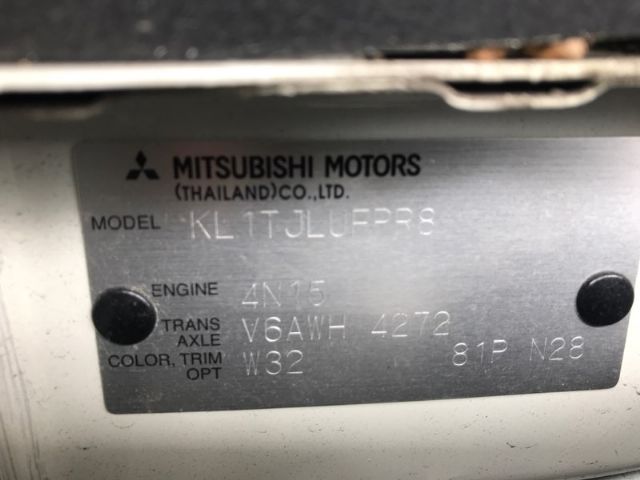 MITSUBISHI MOTORS
(THAILAND)CO.,LTD.
MODEL KL1TJLUFPR8
ENGINE 4N15
TRANS AXLE V6AWH 4272
COLOR, TRIM OPT W32 81P N28